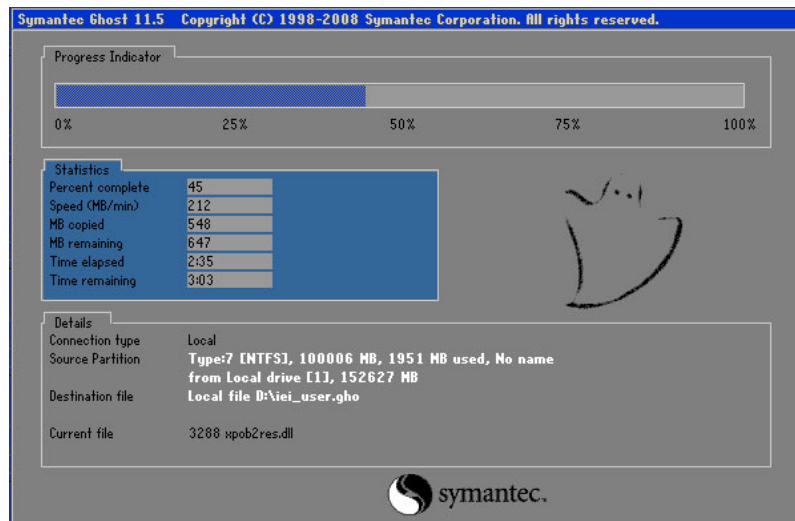 Symantec Ghost 11.5   Copyright (C) 1998-2008 Symantec Corporation. All rights reserved.
Progress Indicator
0%   25%   50%   75%   100%
Statistics
Percent complete   45
Speed (MB/min)   212
MB copied   548
MB remaining   647
Time elapsed   2:35
Time remaining   3:03
Details
Connection type   Local
Source Partition   Type:7 [NTFS], 100006 MB, 1951 MB used, No name
from Local drive [1], 152627 MB
Destination file   Local file D:\iei_user.gho
Current file   3288 xpob2res.dll
symantec.